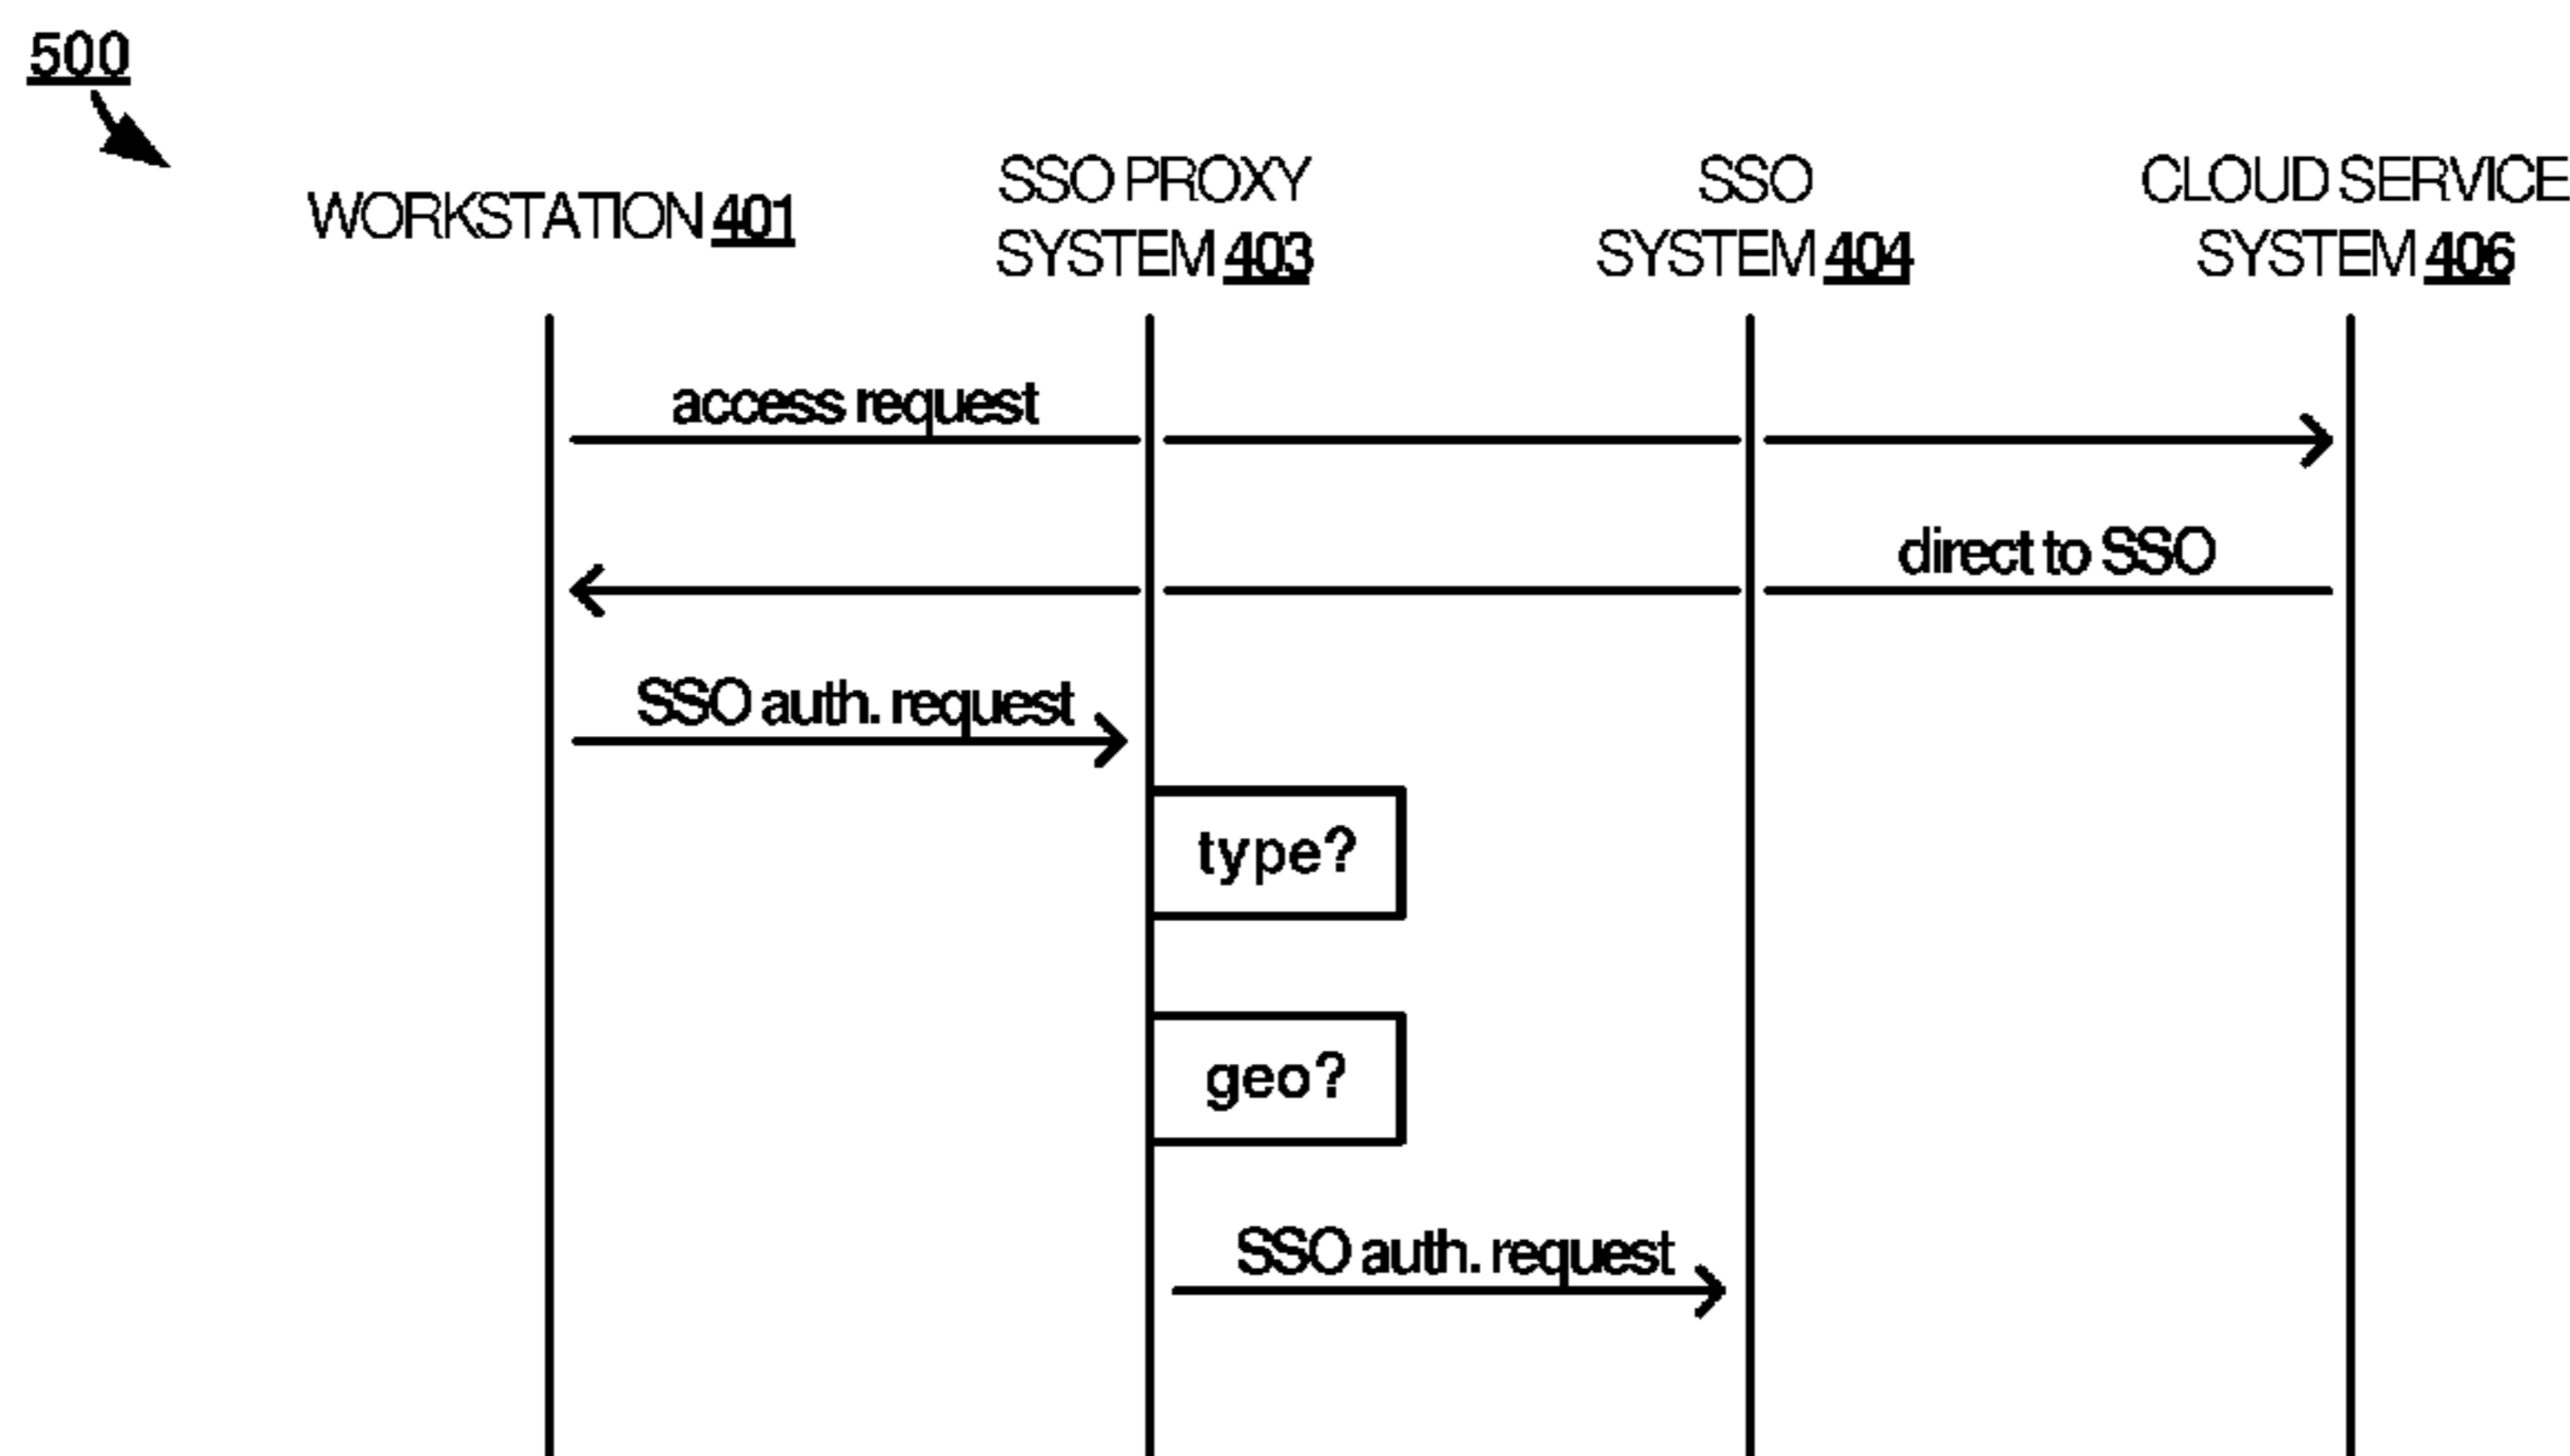 500
WORKSTATION 401
SSO PROXY
SYSTEM 403
SSO
SYSTEM 404
CLOUD SERVICE
SYSTEM 406
access request
direct to SSO
SSO auth. request
type?
geo?
SSO auth. request